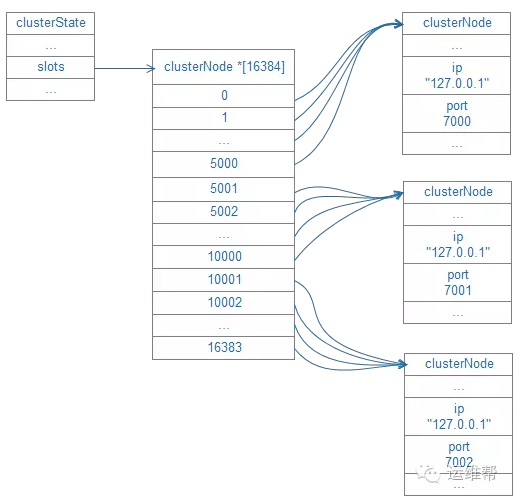 clusterState
...
slots
...
clusterNode *[16384]
0
1
...
5000
5001
5002
...
10000
10001
10002
...
16383
clusterNode
...
ip
"127.0.0.1"
port
7000
...
clusterNode
...
ip
"127.0.0.1"
port
7001
...
clusterNode
...
ip
"127.0.0.1"
port
7002
...
运维帮